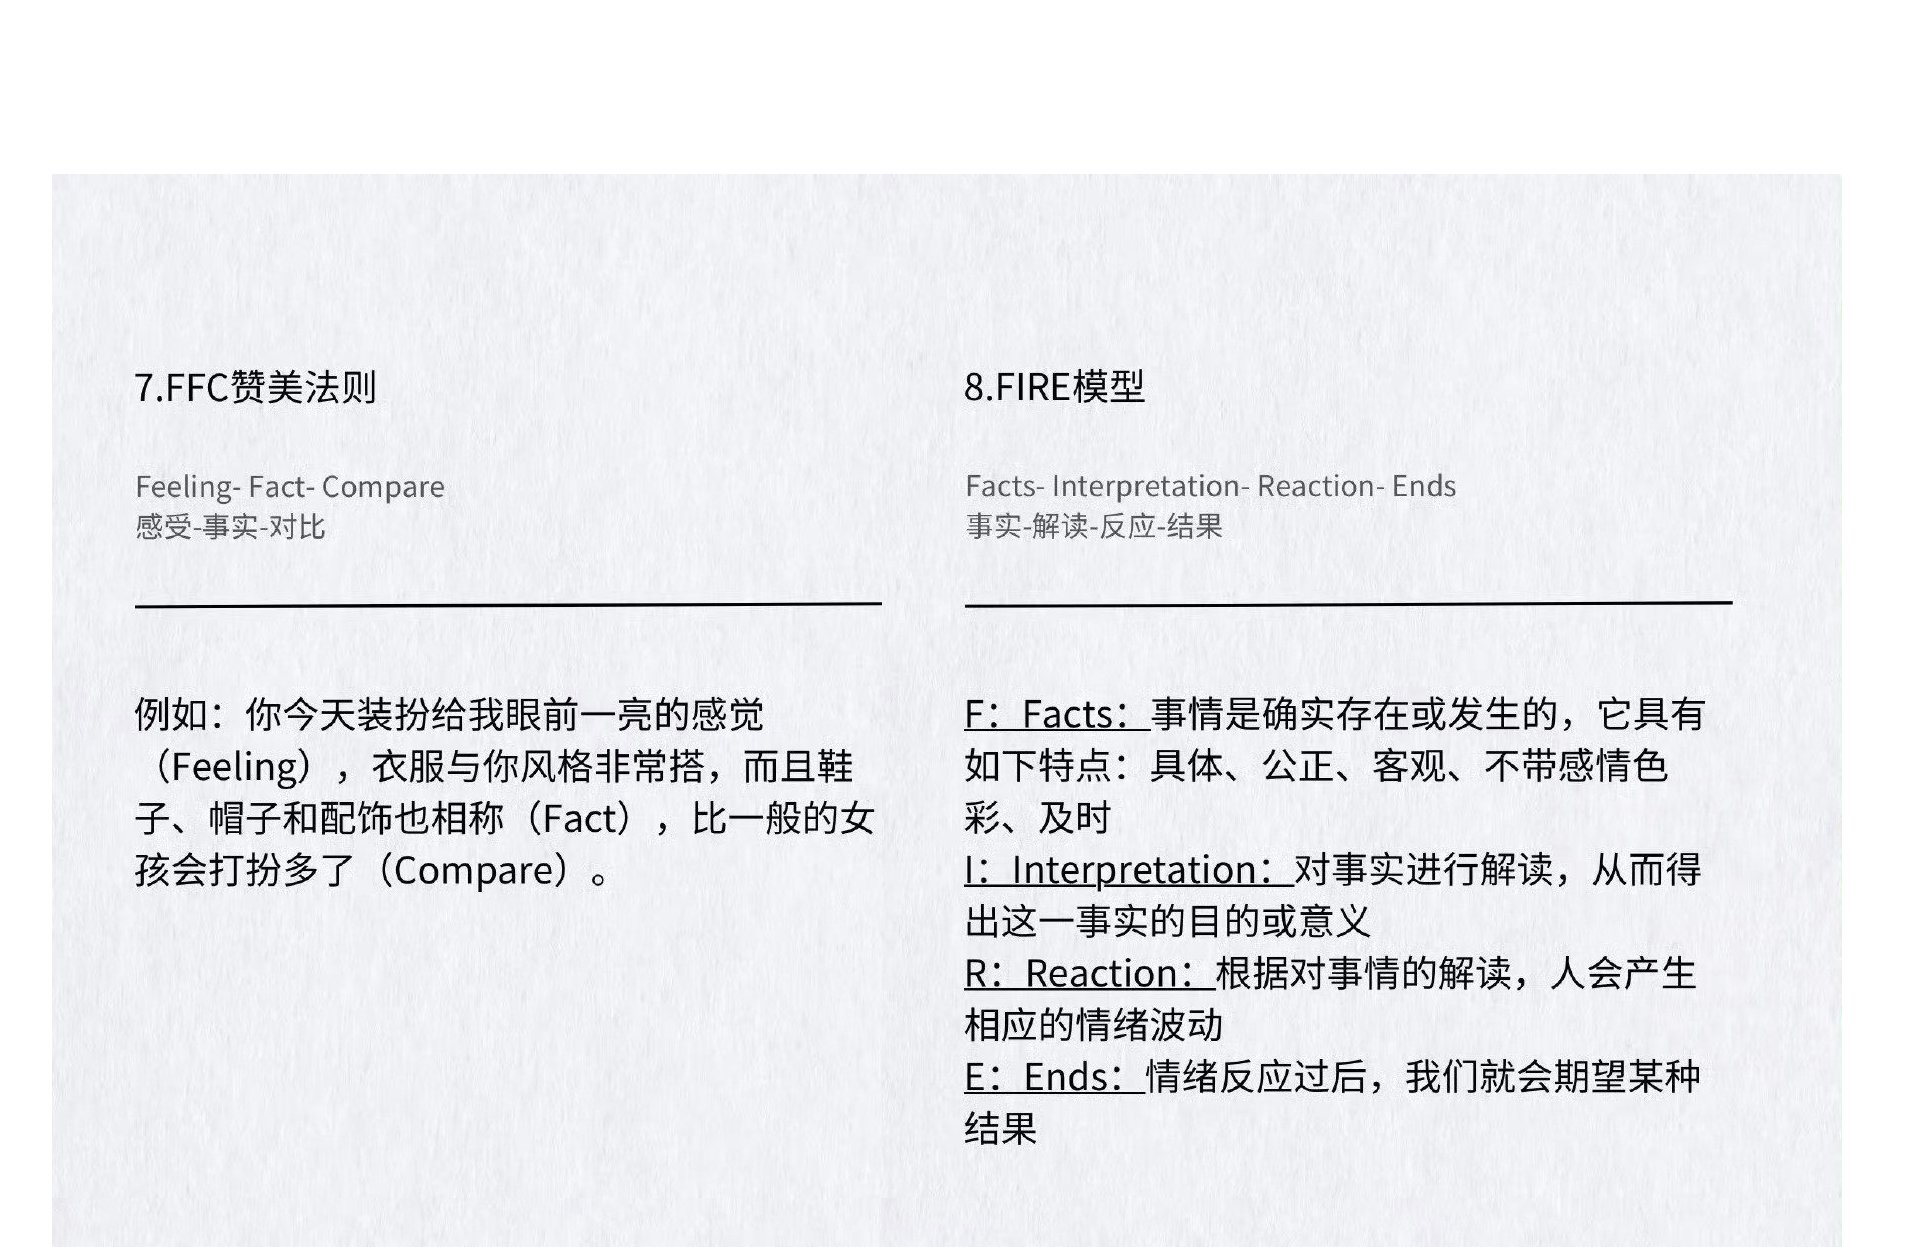 7.FFC赞美法则
Feeling- Fact- Compare
感受-事实-对比
例如：你今天装扮给我眼前一亮的感觉
（Feeling），衣服与你风格非常搭，而且鞋
子、帽子和配饰也相称（Fact），比一般的女
孩会打扮多了（Compare）。
8.FIRE模型
Facts- Interpretation- Reaction- Ends
事实-解读-反应-结果
F：Facts：事情是确实存在或发生的，它具有
如下特点：具体、公正、客观、不带感情色
彩、及时
I：Interpretation：对事实进行解读，从而得
出这一事实的目的或意义
R：Reaction：根据对事情的解读，人会产生
相应的情绪波动
E：Ends：情绪反应过后，我们就会期望某种
结果